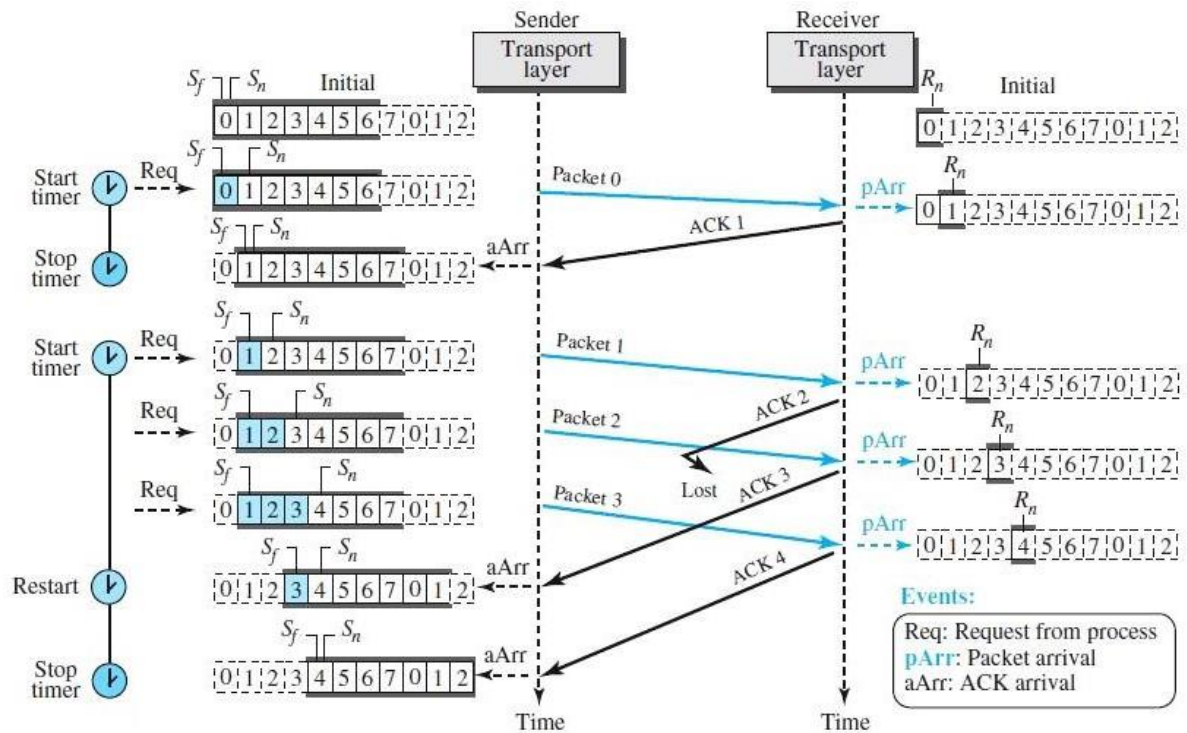 Sender
Receiver
Transport
layer
Transport
layer
Sf Sn Initial
0 1 2 3 4 5 6 7 0 1 2
Rn Initial
0 1 2 3 4 5 6 7 0 1 2
Start
timer
Req
Sf Sn
0 1 2 3 4 5 6 7 0 1 2
Packet 0
pArr
Rn
0 1 2 3 4 5 6 7 0 1 2
Stop
timer
Sf Sn
0 1 2 3 4 5 6 7 0 1 2
aArr
ACK 1
Start
timer
Req
Sf Sn
0 1 2 3 4 5 6 7 0 1 2
Packet 1
pArr
Rn
0 1 2 3 4 5 6 7 0 1 2
ACK 2
Lost
Req
Sf Sn
0 1 2 3 4 5 6 7 0 1 2
Packet 2
pArr
Rn
0 1 2 3 4 5 6 7 0 1 2
ACK 3
Req
Sf Sn
0 1 2 3 4 5 6 7 0 1 2
Packet 3
pArr
Rn
0 1 2 3 4 5 6 7 0 1 2
ACK 4
Restart
Sf Sn
0 1 2 3 4 5 6 7 0 1 2
aArr
Stop
timer
Sf Sn
0 1 2 3 4 5 6 7 0 1 2
aArr
Time
Time
Events:
Req: Request from process
pArr: Packet arrival
aArr: ACK arrival